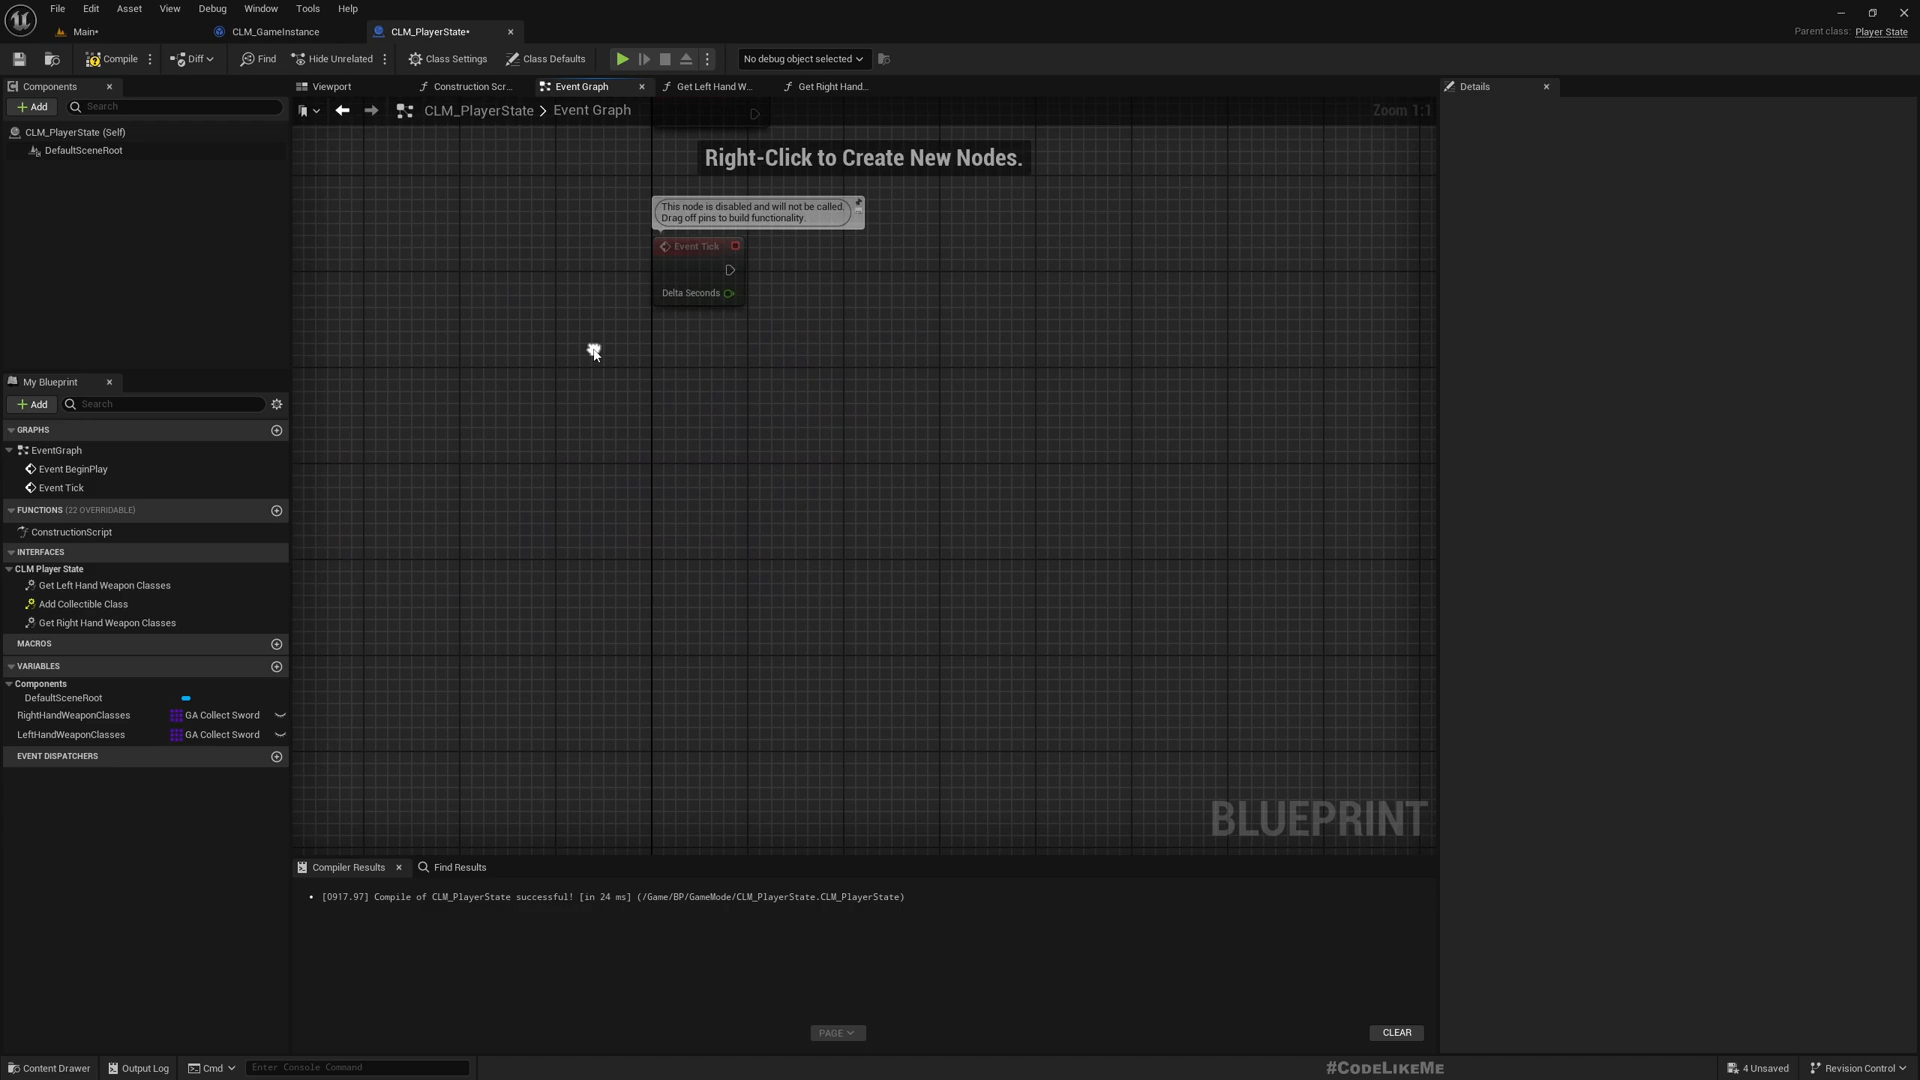 File Edit Asset View Debug Window Tools Help
Main•
CLM_GameInstance
CLM_PlayerState•
Parent class: Player State
Compile
Diff
Find
Hide Unrelated
Class Settings
Class Defaults
No debug object selected
Components
Viewport
Construction Scr...
Event Graph
Get Left Hand W...
Get Right Hand...
Details
Add
Search
CLM_PlayerState > Event Graph
Zoom 1:1
CLM_PlayerState (Self)
DefaultSceneRoot
Right-Click to Create New Nodes.
This node is disabled and will not be called.
Drag off pins to build functionality.
Event Tick
Delta Seconds
My Blueprint
Add
Search
GRAPHS
EventGraph
Event BeginPlay
Event Tick
FUNCTIONS (22 OVERRIDABLE)
ConstructionScript
INTERFACES
CLM Player State
Get Left Hand Weapon Classes
Add Collectible Class
Get Right Hand Weapon Classes
MACROS
VARIABLES
Components
DefaultSceneRoot
RightHandWeaponClasses GA Collect Sword
LeftHandWeaponClasses GA Collect Sword
EVENT DISPATCHERS
BLUEPRINT
Compiler Results
Find Results
• [0917.97] Compile of CLM_PlayerState successful! [in 24 ms] (/Game/BP/GameMode/CLM_PlayerState.CLM_PlayerState)
PAGE
CLEAR
Content Drawer
Output Log
Cmd
Enter Console Command
#CODELIKEME
4 Unsaved
Revision Control